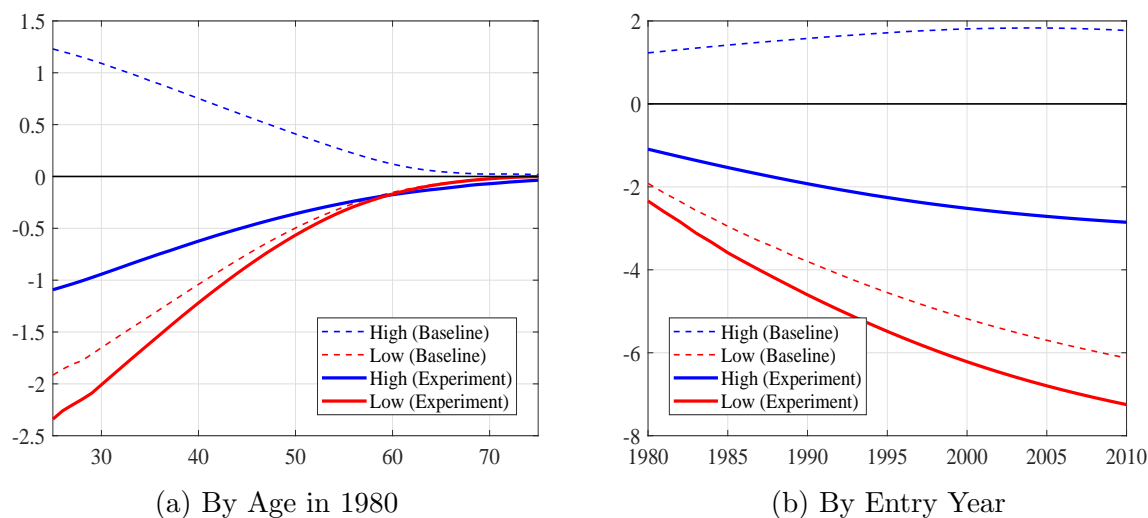 1.5
1
0.5
0
-0.5
-1
-1.5
-2
-2.5
30
40
50
60
70
High (Baseline)
Low (Baseline)
High (Experiment)
Low (Experiment)
(a) By Age in 1980
2
0
-2
-4
-6
-8
1980
1985
1990
1995
2000
2005
2010
High (Baseline)
Low (Baseline)
High (Experiment)
Low (Experiment)
(b) By Entry Year